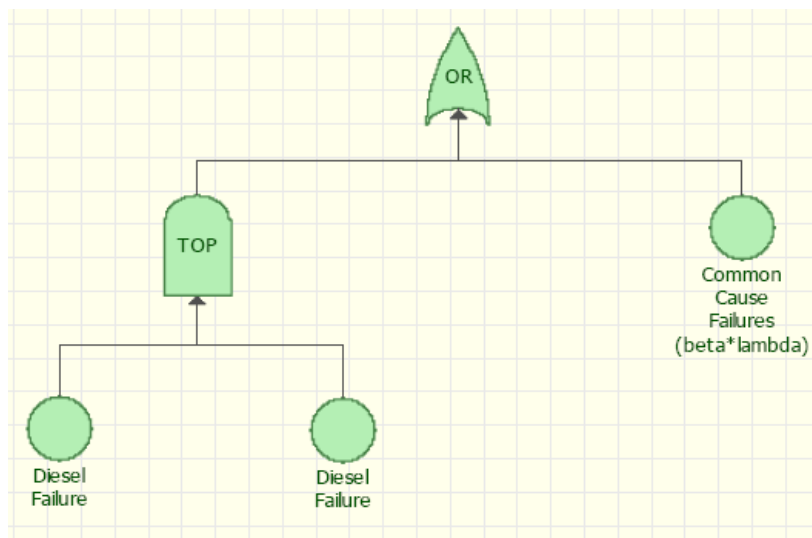 OR
TOP
Common
Cause
Failures
(beta*lambda)
Diesel
Failure
Diesel
Failure